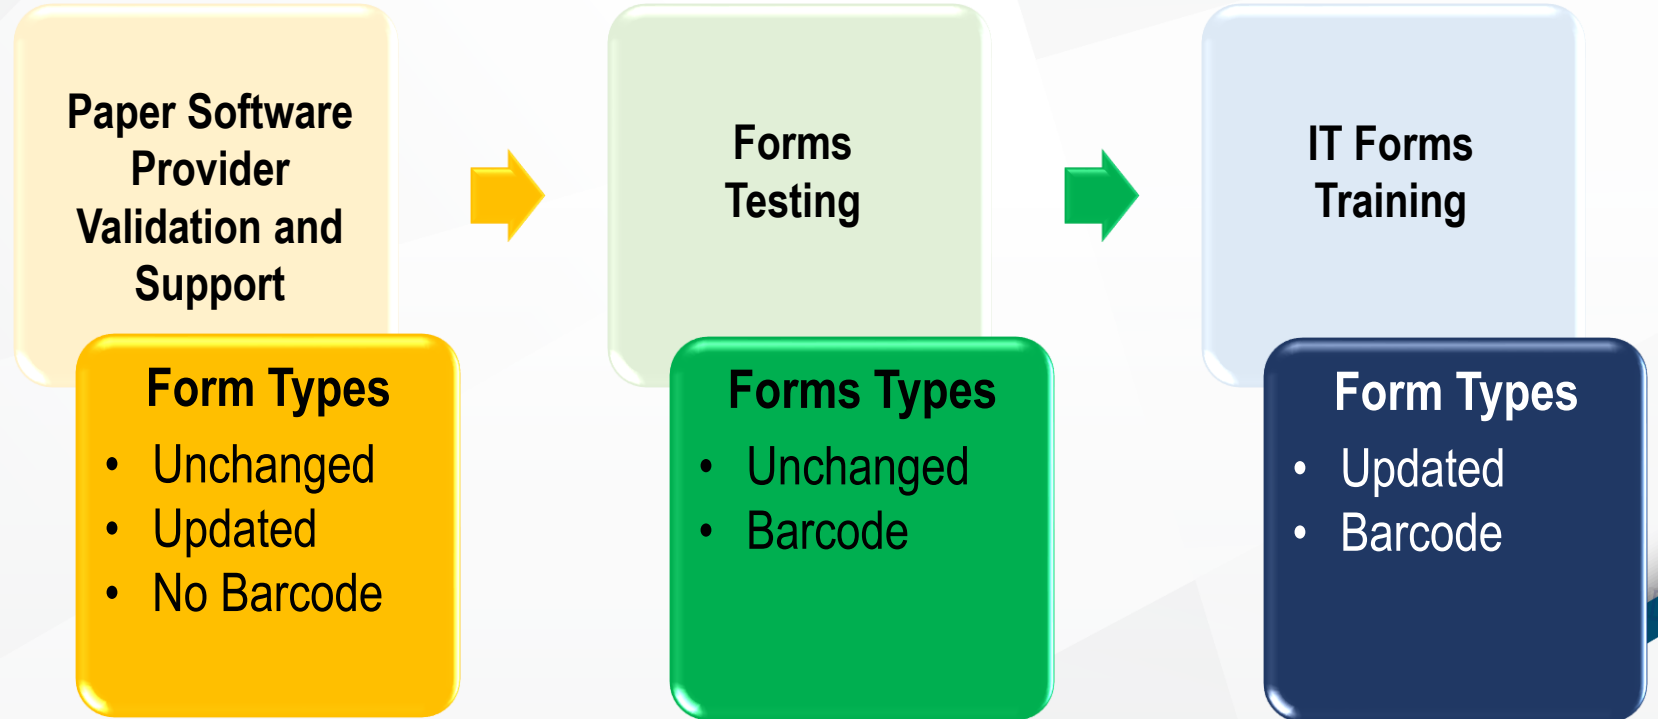 Paper Software
Provider
Validation and
Support
Form Types
• Unchanged
• Updated
• No Barcode
Forms
Testing
Forms Types
• Unchanged
• Barcode
IT Forms
Training
Form Types
• Updated
• Barcode